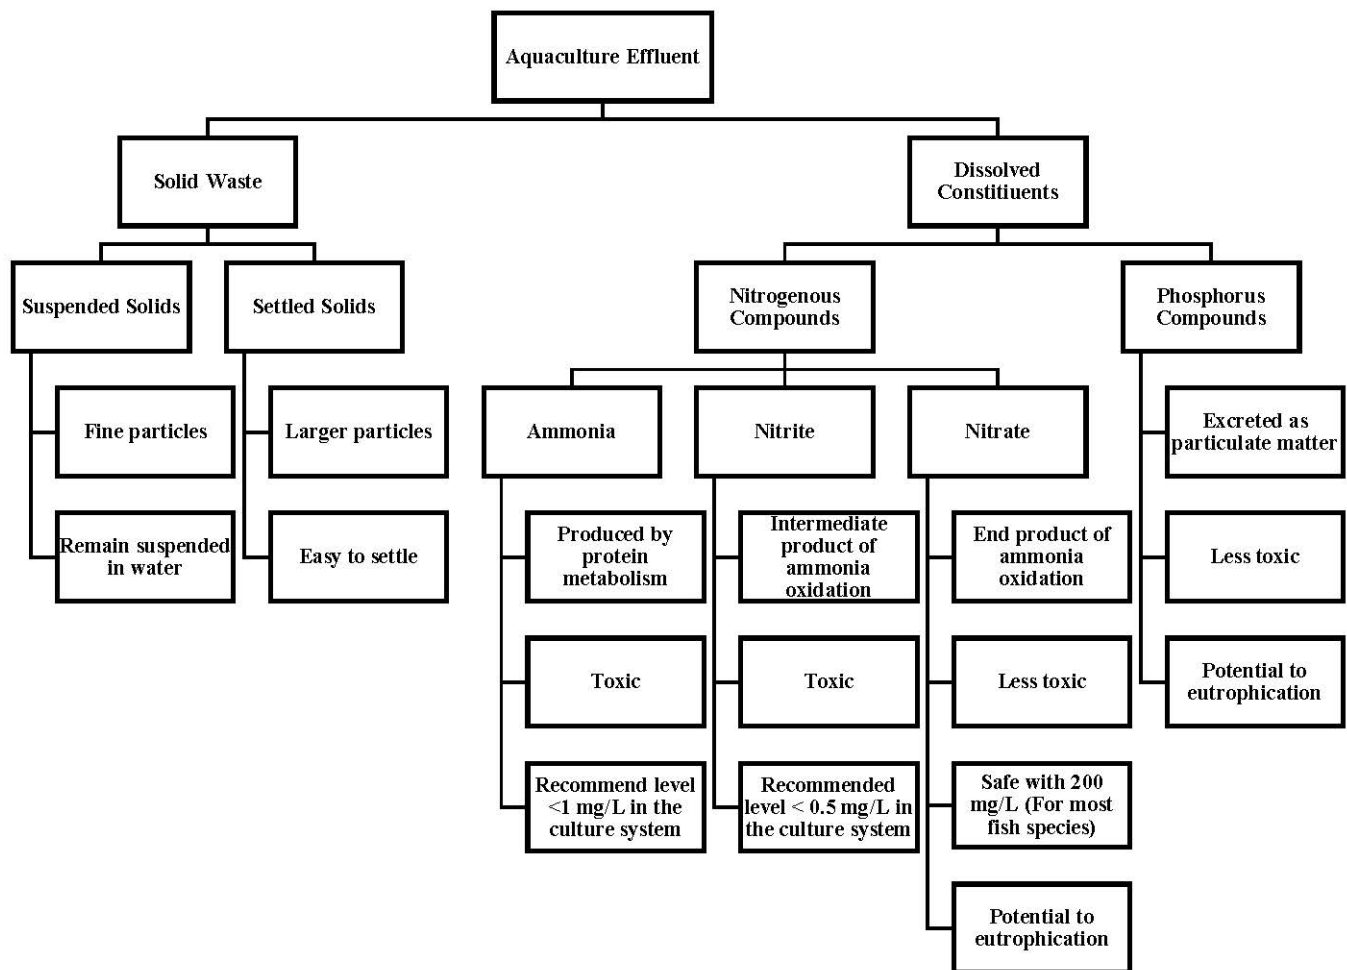 Aquaculture Effluent
Solid Waste
Dissolved
Constitiuents
Suspended Solids
Settled Solids
Nitrogenous
Compounds
Phosphorus
Compounds
Fine particles
Larger particles
Ammonia
Nitrite
Nitrate
Excreted as
particulate matter
Remain suspended
in water
Easy to settle
Produced by
protein
metabolism
Intermediate
product of
ammonia
oxidation
End product of
ammonia
oxidation
Less toxic
Toxic
Toxic
Less toxic
Potential to
eutrophication
Recommend level
<1 mg/L in the
culture system
Recommended
level < 0.5 mg/L in
the culture system
Safe with 200
mg/L (For most
fish species)
Potential to
eutrophication